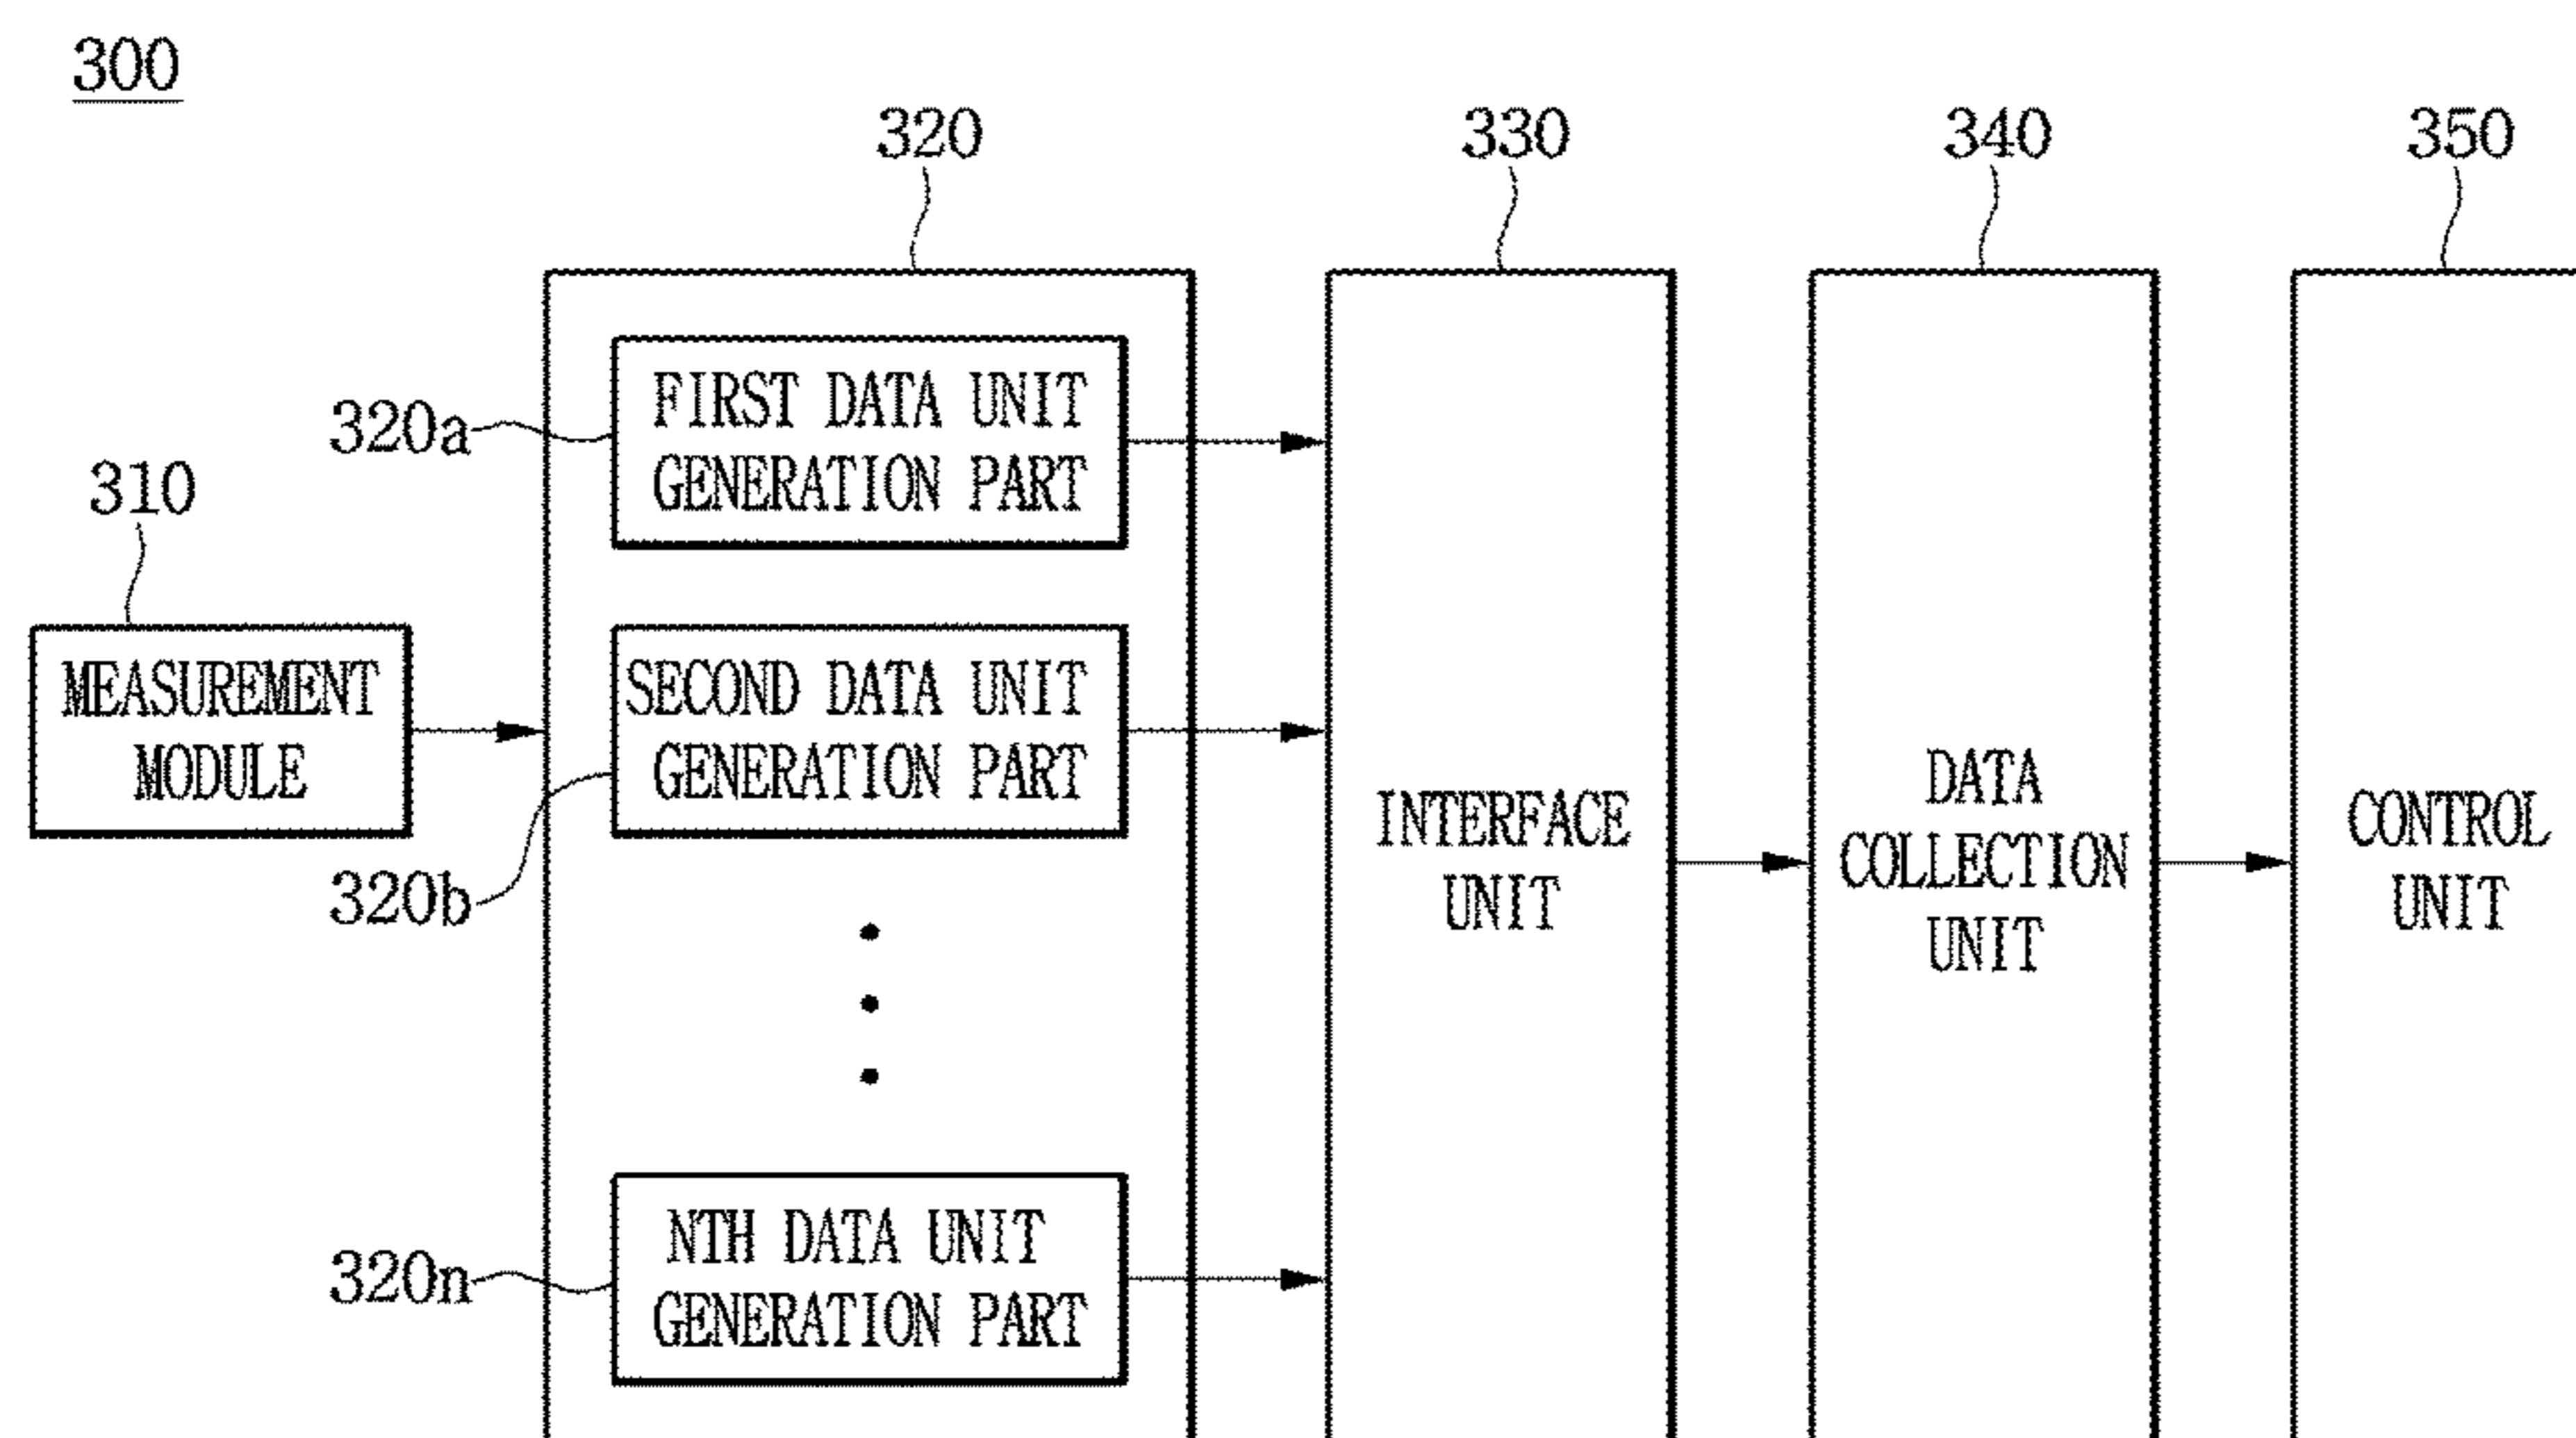 300
320
330
340
350
320a
FIRST DATA UNIT
GENERATION PART
310
MEASUREMENT
MODULE
SECOND DATA UNIT
GENERATION PART
320b
INTERFACE
UNIT
DATA
COLLECTION
UNIT
CONTROL
UNIT
320n
NTH DATA UNIT
GENERATION PART